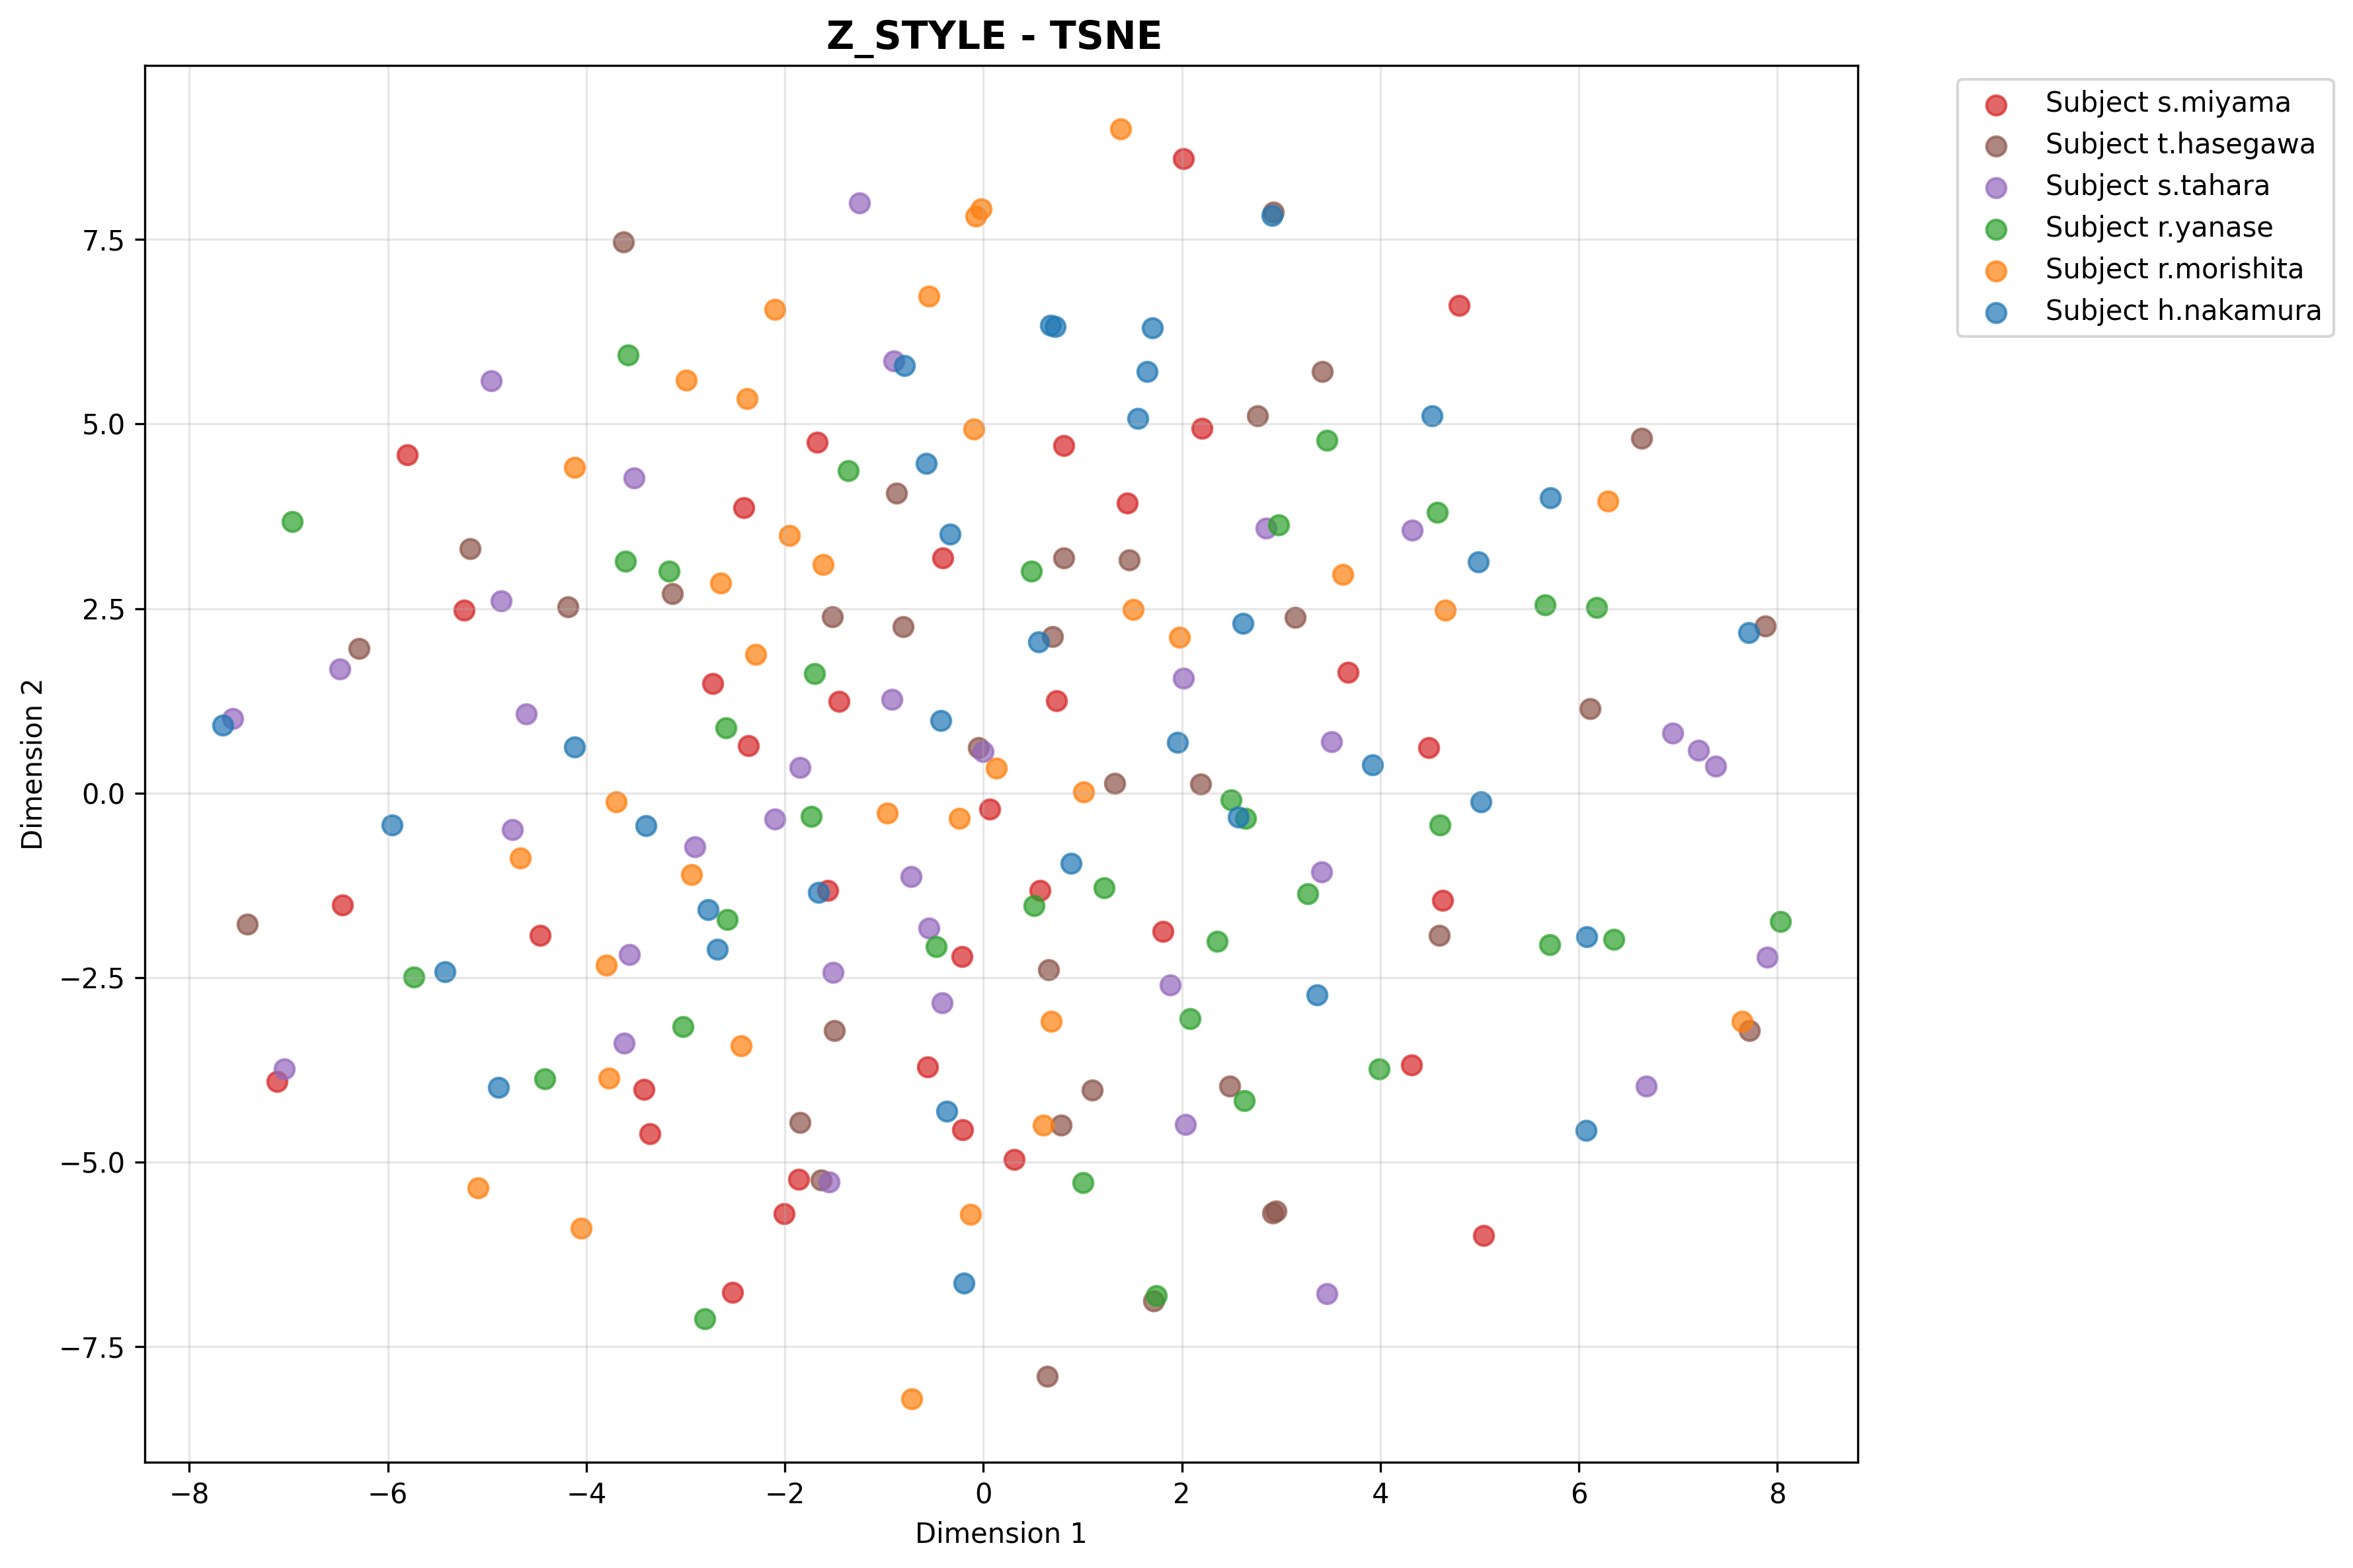 Z_STYLE - TSNE
Subject s.miyama
Subject t.hasegawa
Subject s.tahara
Subject r.yanase
Subject r.morishita
Subject h.nakamura
Dimension 2
7.5
5.0
2.5
0.0
−2.5
−5.0
−7.5
−8 −6 −4 −2 0 2 4 6 8
Dimension 1